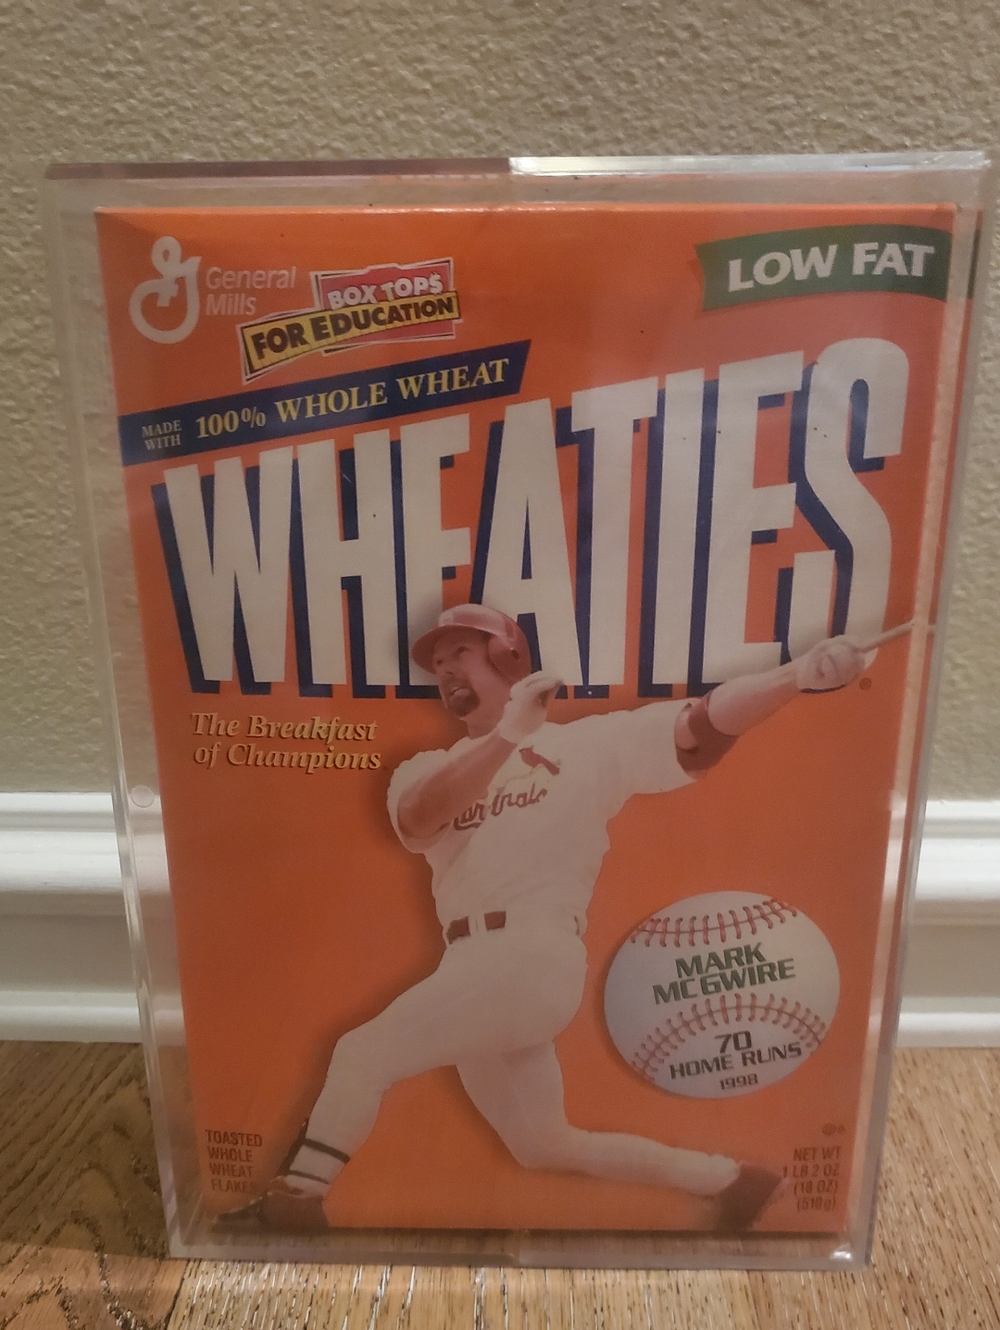 General
Mills
BOX TOP$
FOR EDUCATION
LOW FAT
MADE
WITH 100% WHOLE WHEAT
WHEATIES®
The Breakfast
of Champions
Cardinals
MARK
MCGWIRE
70
HOME RUNS
1998
TOASTED
WHOLE
WHEAT
FLAKES
NET WT
1 LB 2 OZ
(18 OZ)
(510g)